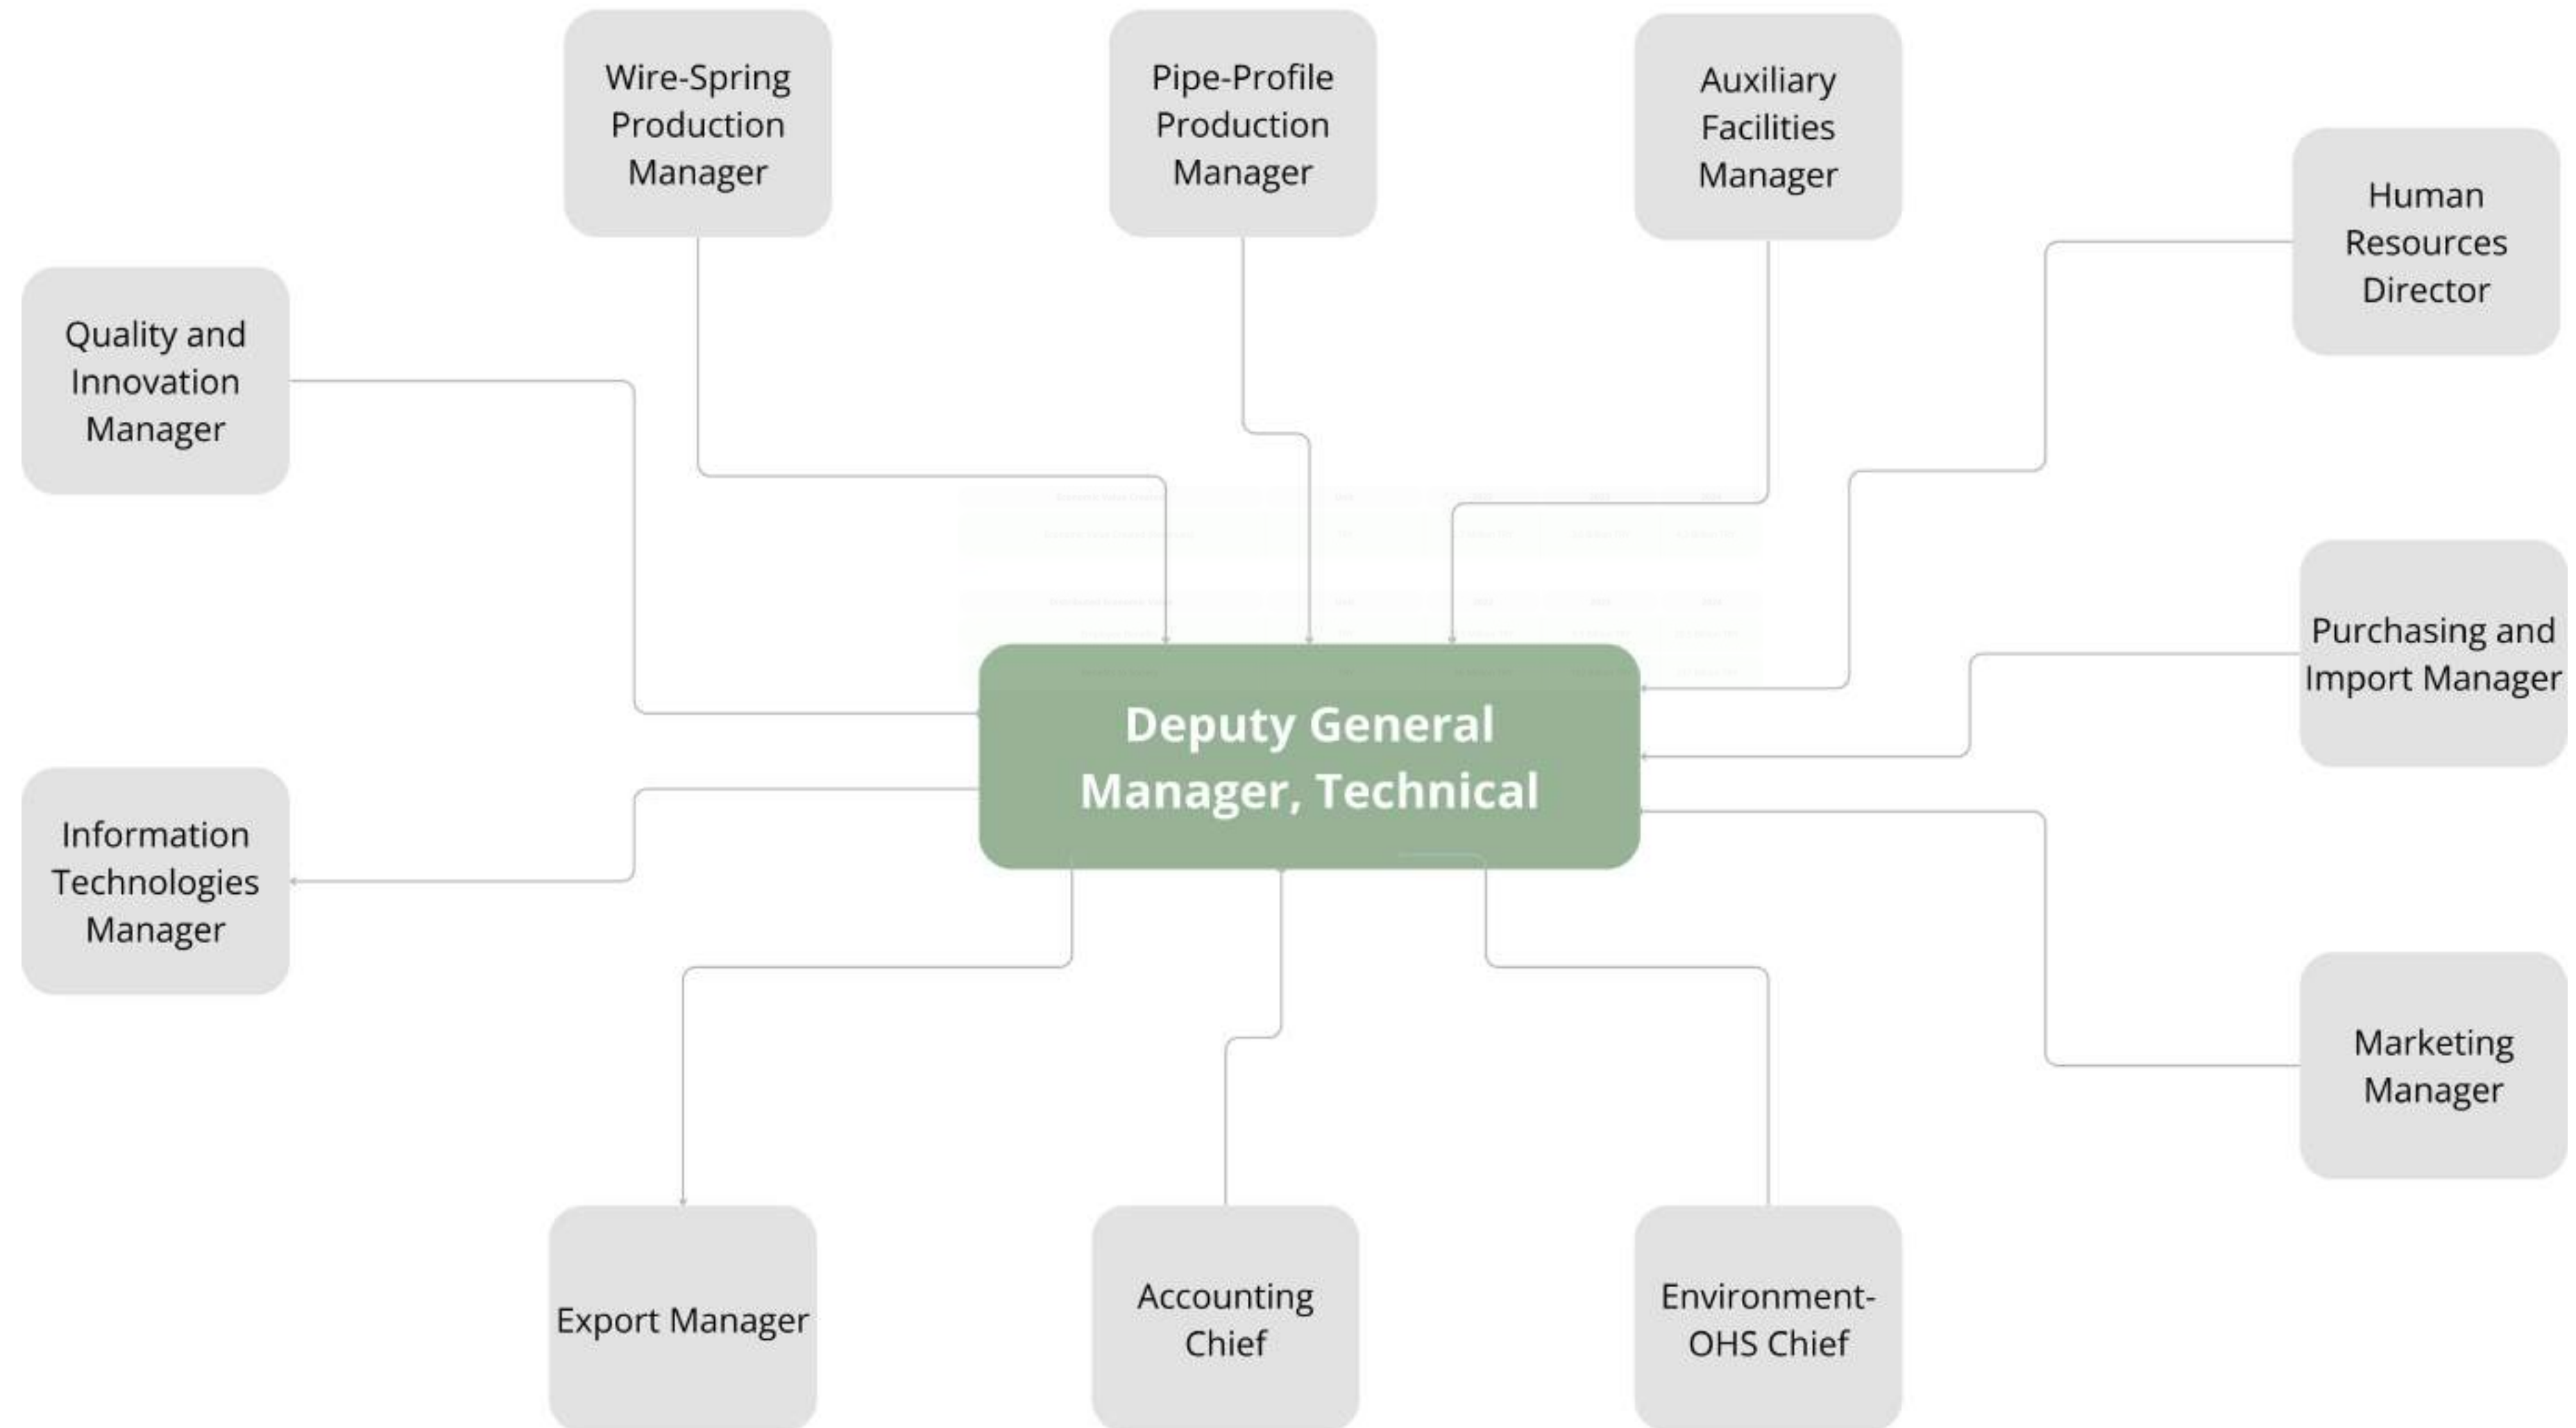 Wire-Spring
Production
Manager
Pipe-Profile
Production
Manager
Auxiliary
Facilities
Manager
Human
Resources
Director
Quality and
Innovation
Manager
Purchasing and
Import Manager
Deputy General
Manager, Technical
Information
Technologies
Manager
Marketing
Manager
Export Manager
Accounting
Chief
Environment-
OHS Chief